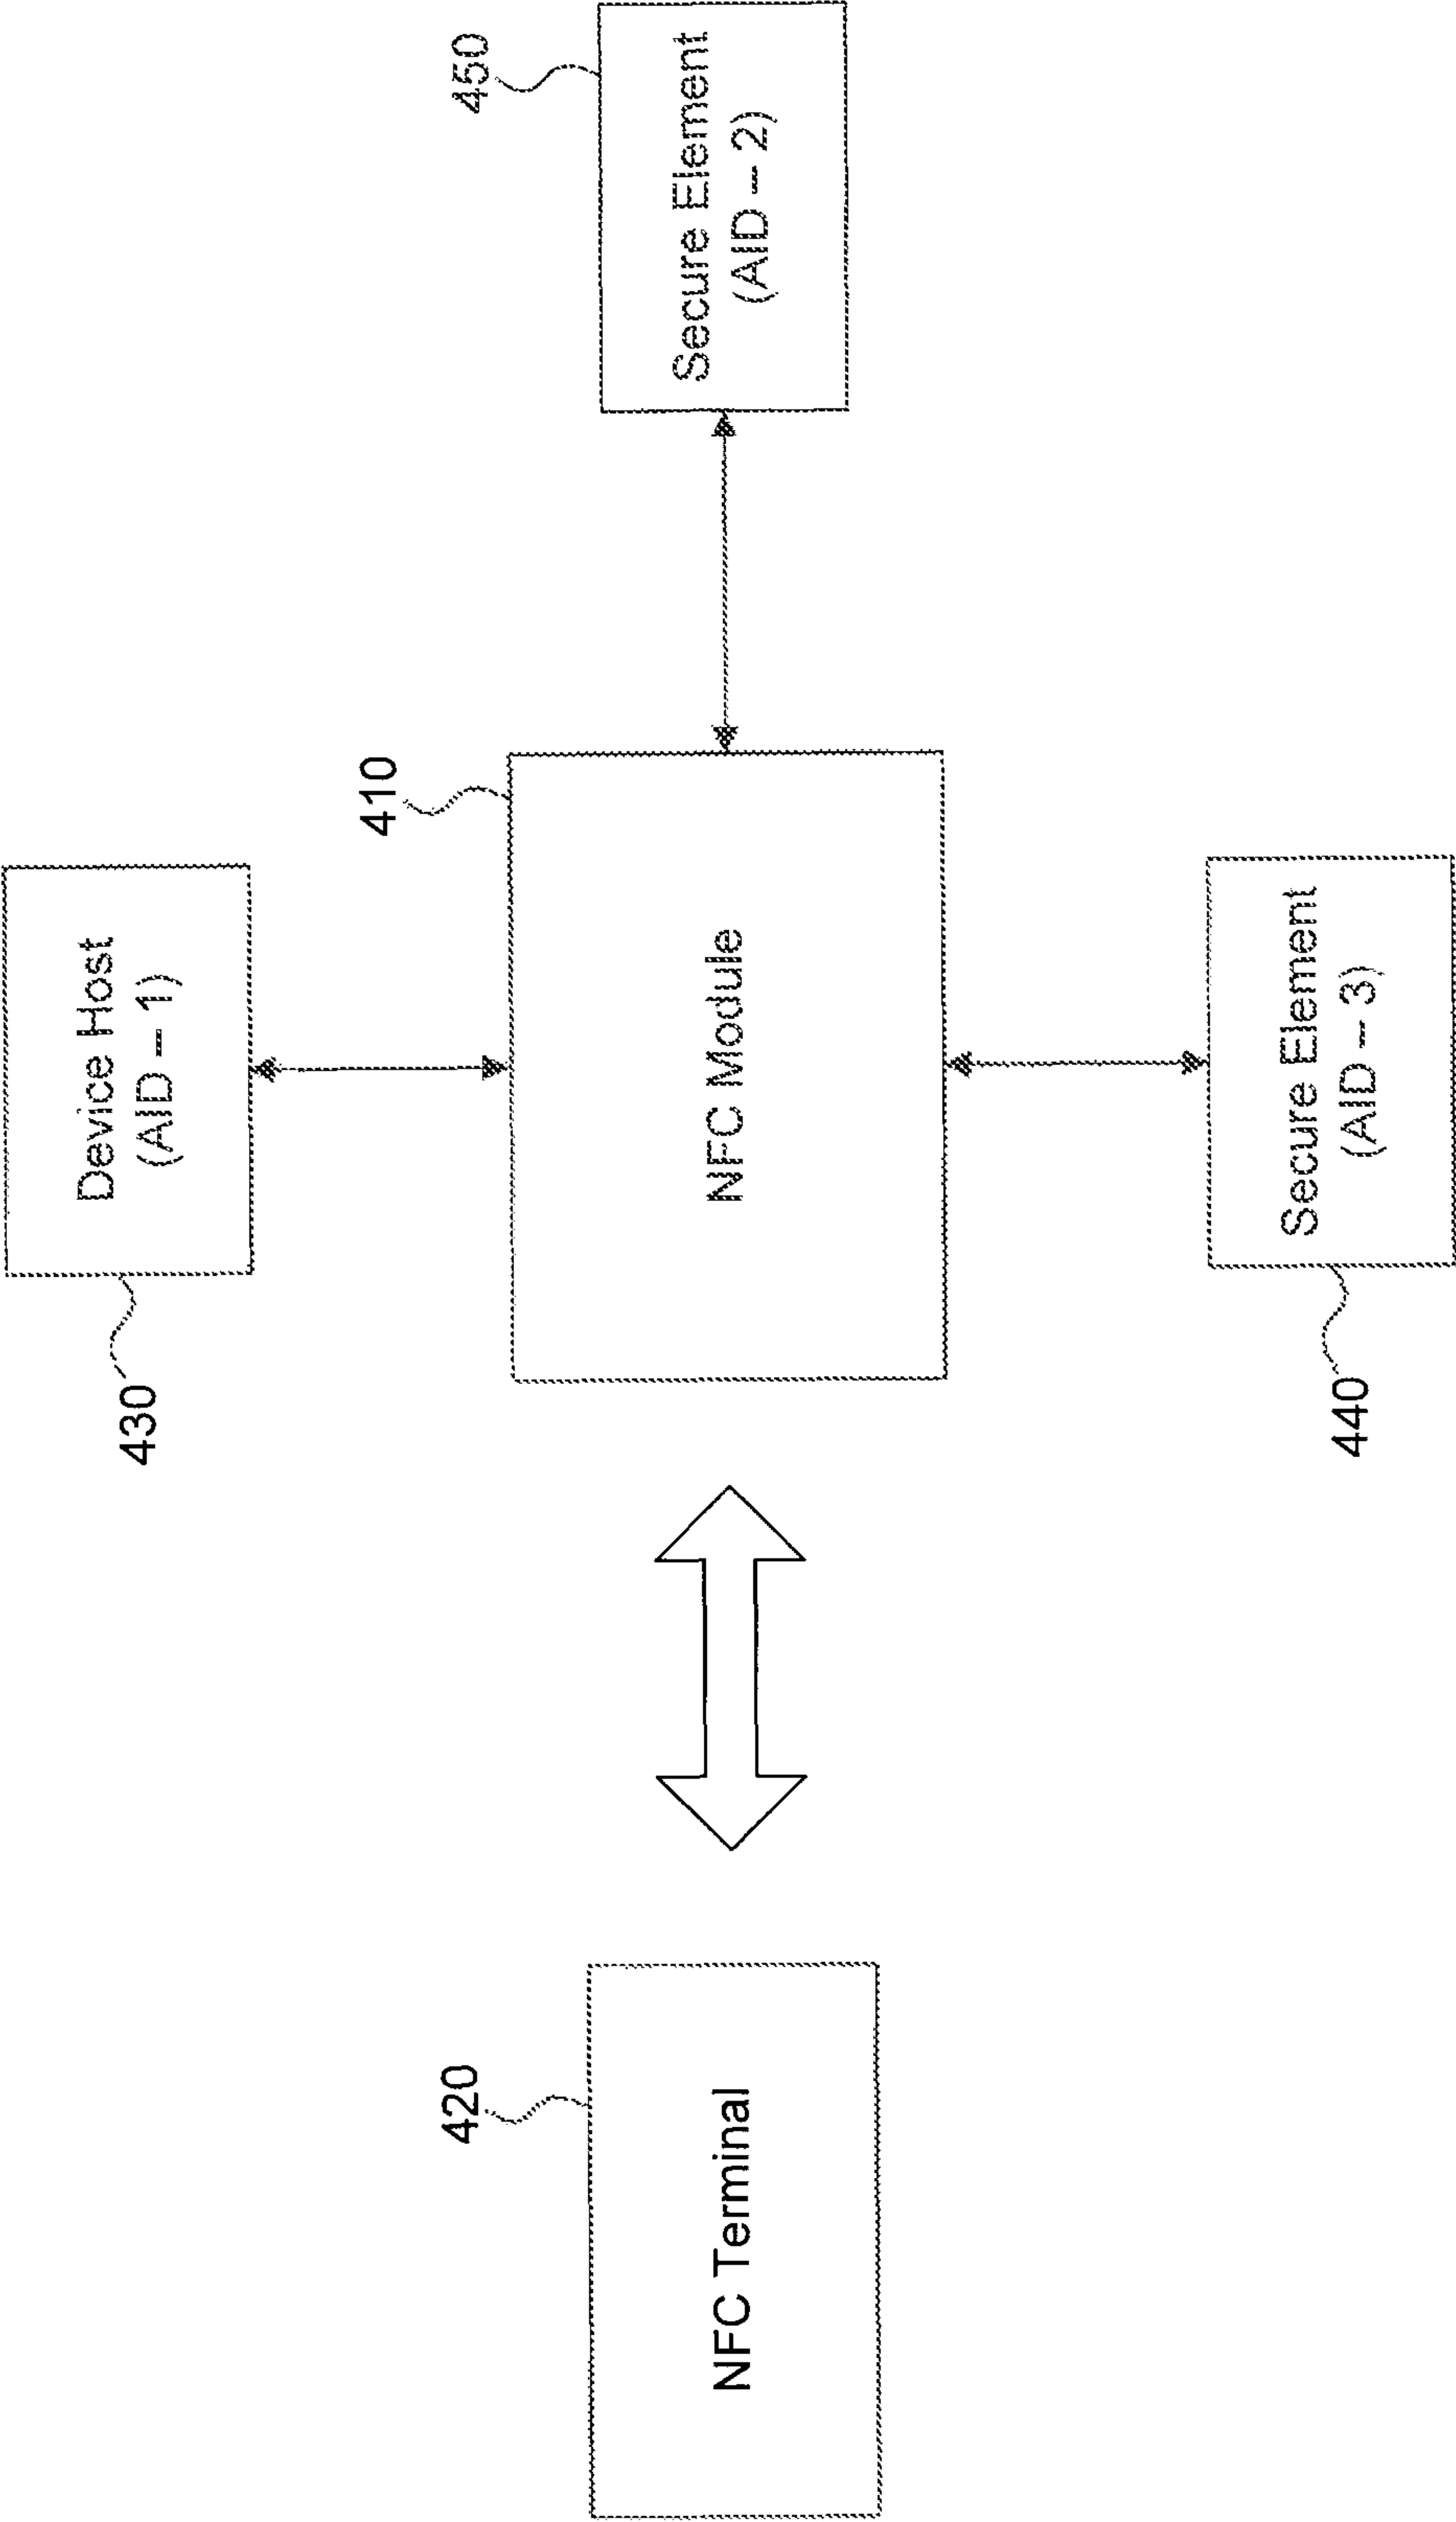 430
Device Host
(AID – 1)
420
NFC Terminal
410
NFC Module
450
Secure Element
(AID – 2)
440
Secure Element
(AID – 3)